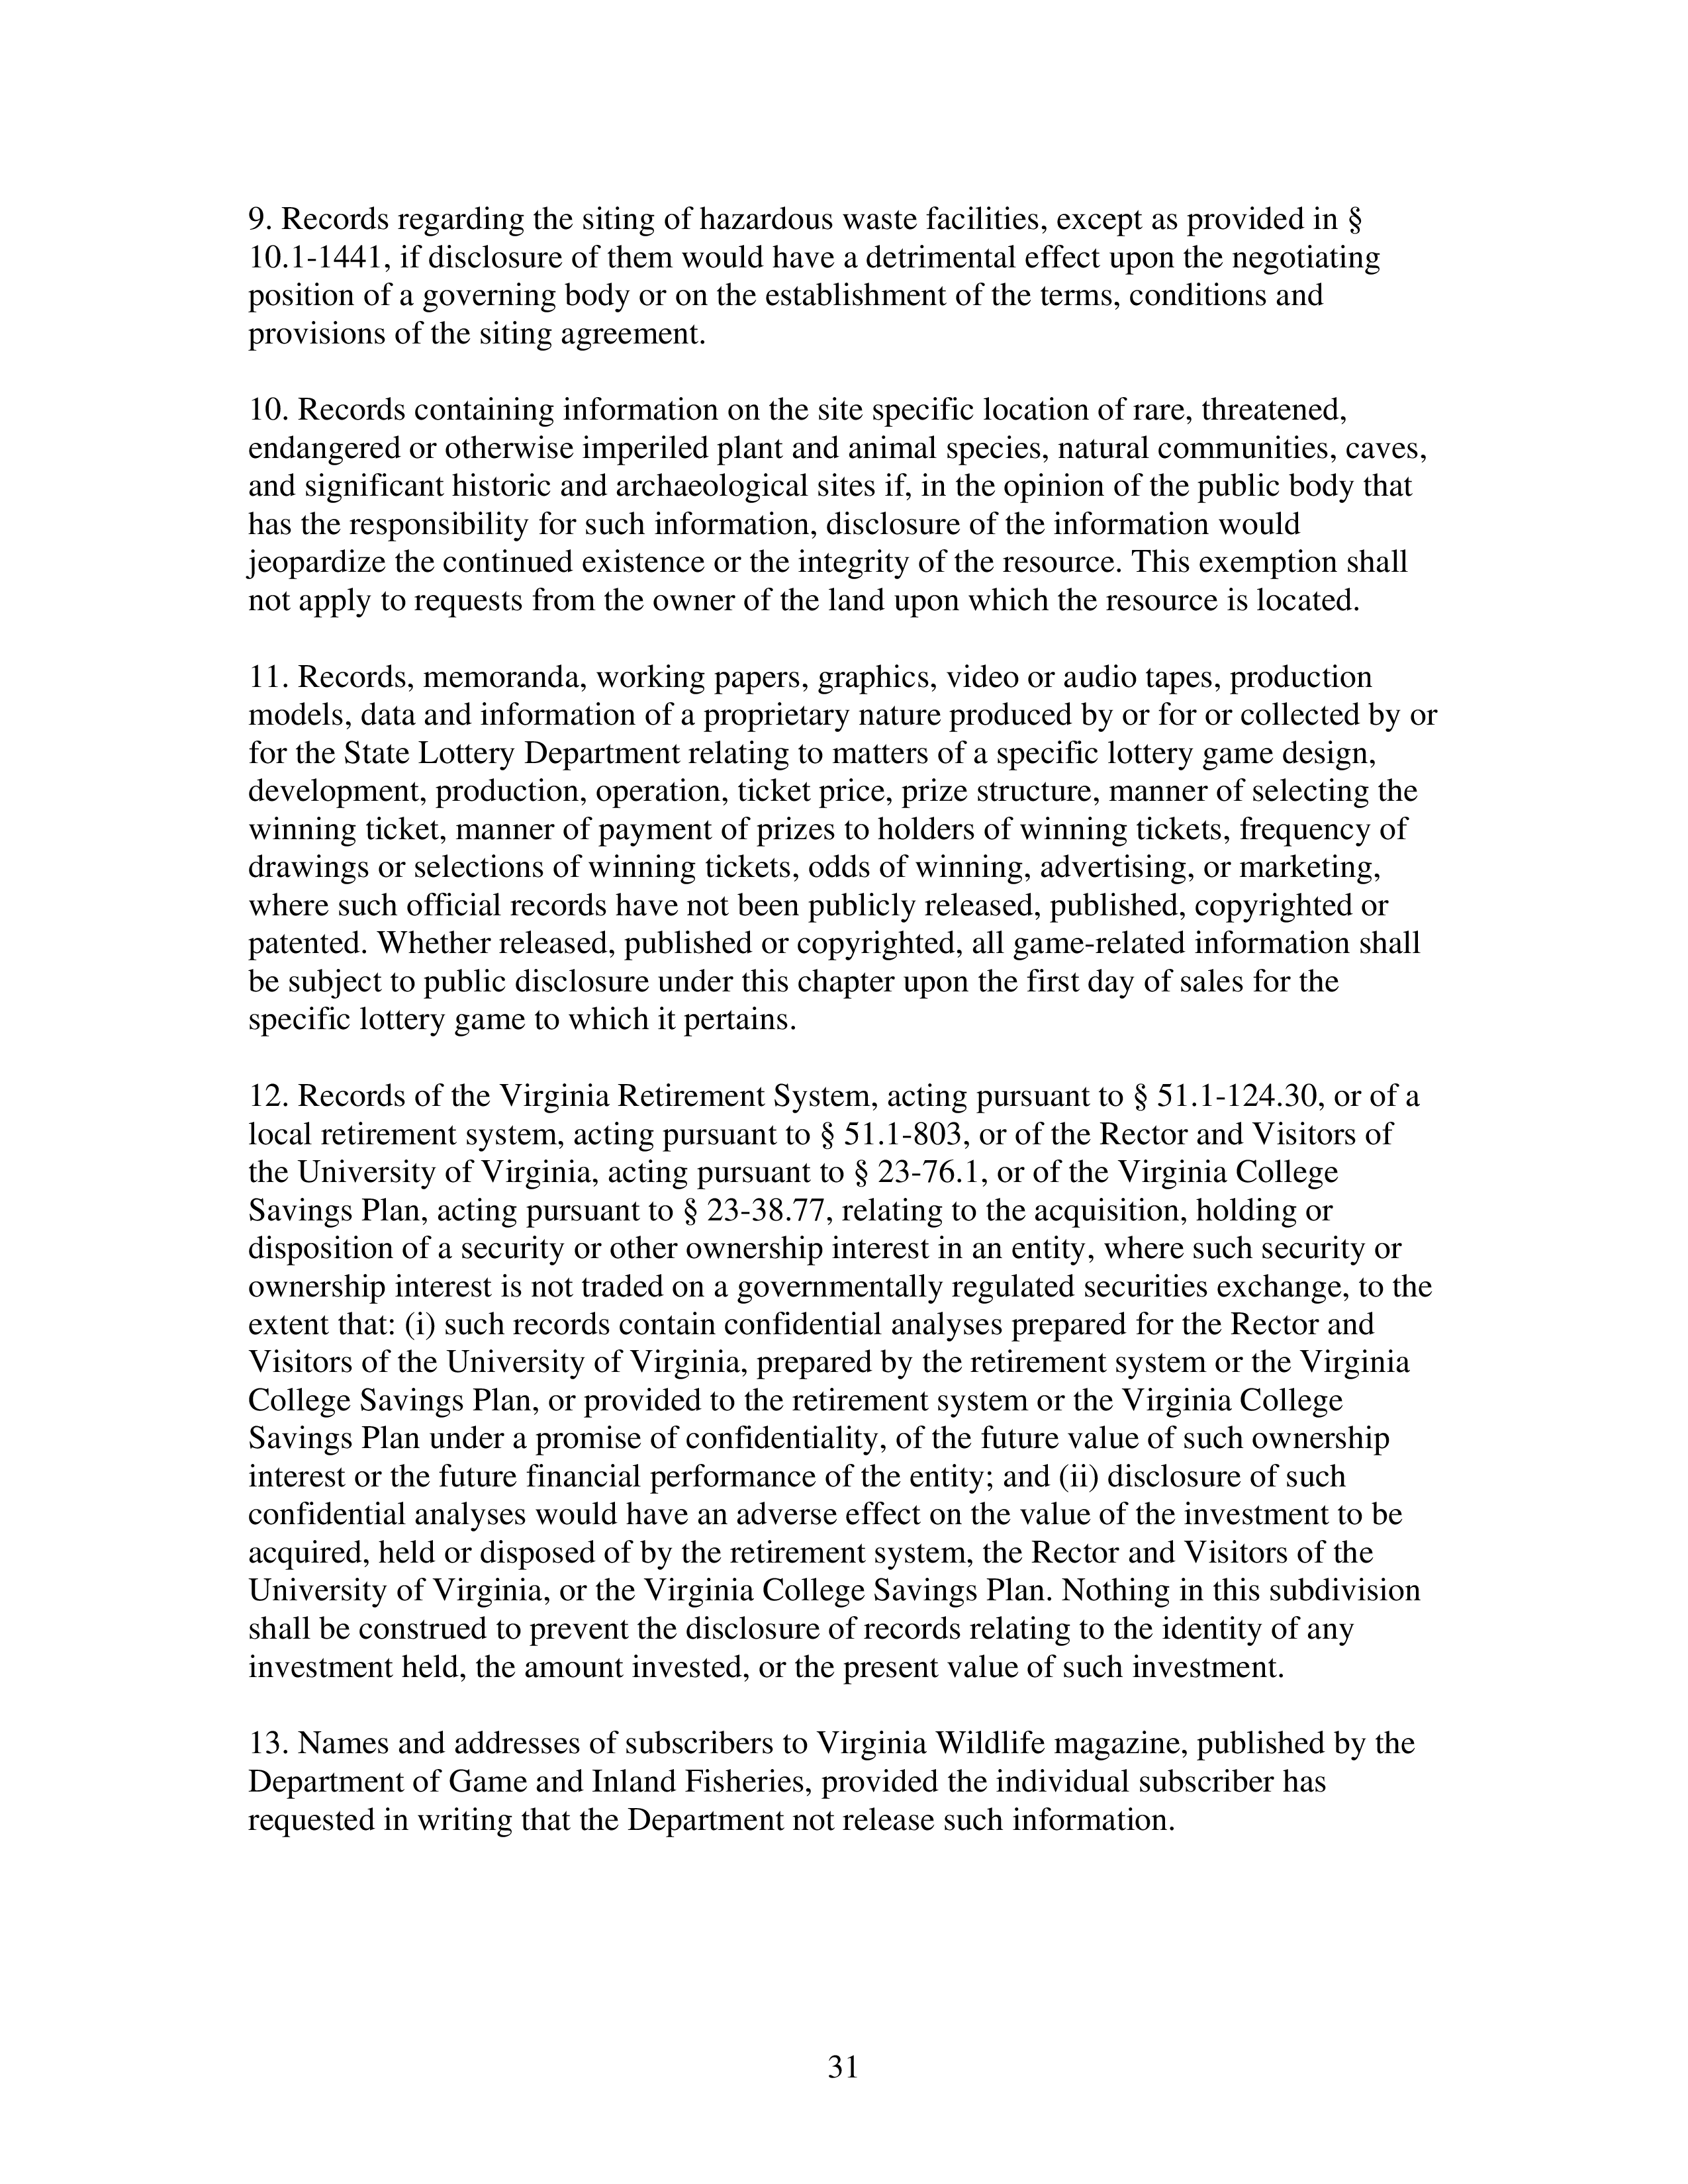 9. Records regarding the siting of hazardous waste facilities, except as provided in §
10.1-1441, if disclosure of them would have a detrimental effect upon the negotiating
position of a governing body or on the establishment of the terms, conditions and
provisions of the siting agreement.
10. Records containing information on the site specific location of rare, threatened,
endangered or otherwise imperiled plant and animal species, natural communities, caves,
and significant historic and archaeological sites if, in the opinion of the public body that
has the responsibility for such information, disclosure of the information would
jeopardize the continued existence or the integrity of the resource. This exemption shall
not apply to requests from the owner of the land upon which the resource is located.
11. Records, memoranda, working papers, graphics, video or audio tapes, production
models, data and information of a proprietary nature produced by or for or collected by or
for the State Lottery Department relating to matters of a specific lottery game design,
development, production, operation, ticket price, prize structure, manner of selecting the
winning ticket, manner of payment of prizes to holders of winning tickets, frequency of
drawings or selections of winning tickets, odds of winning, advertising, or marketing,
where such official records have not been publicly released, published, copyrighted or
patented. Whether released, published or copyrighted, all game-related information shall
be subject to public disclosure under this chapter upon the first day of sales for the
specific lottery game to which it pertains.
12. Records of the Virginia Retirement System, acting pursuant to § 51.1-124.30, or of a
local retirement system, acting pursuant to § 51.1-803, or of the Rector and Visitors of
the University of Virginia, acting pursuant to § 23-76.1, or of the Virginia College
Savings Plan, acting pursuant to § 23-38.77, relating to the acquisition, holding or
disposition of a security or other ownership interest in an entity, where such security or
ownership interest is not traded on a governmentally regulated securities exchange, to the
extent that: (i) such records contain confidential analyses prepared for the Rector and
Visitors of the University of Virginia, prepared by the retirement system or the Virginia
College Savings Plan, or provided to the retirement system or the Virginia College
Savings Plan under a promise of confidentiality, of the future value of such ownership
interest or the future financial performance of the entity; and (ii) disclosure of such
confidential analyses would have an adverse effect on the value of the investment to be
acquired, held or disposed of by the retirement system, the Rector and Visitors of the
University of Virginia, or the Virginia College Savings Plan. Nothing in this subdivision
shall be construed to prevent the disclosure of records relating to the identity of any
investment held, the amount invested, or the present value of such investment.
13. Names and addresses of subscribers to Virginia Wildlife magazine, published by the
Department of Game and Inland Fisheries, provided the individual subscriber has
requested in writing that the Department not release such information.
31